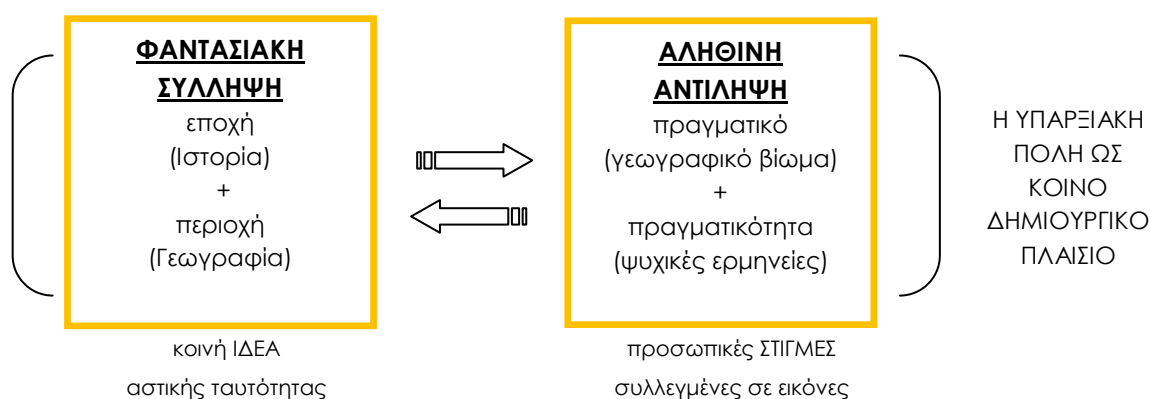 ΦΑΝΤΑΣΙΑΚΗ
ΣΥΛΛΗΨΗ
εποχή
(Ιστορία)
+
περιοχή
(Γεωγραφία)
κοινή ΙΔΕΑ
αστικής ταυτότητας
ΑΛΗΘΙΝΗ
ΑΝΤΙΛΗΨΗ
πραγματικό
(γεωγραφικό βίωμα)
+
πραγματικότητα
(ψυχικές ερμηνείες)
προσωπικές ΣΤΙΓΜΕΣ
συλλεγμένες σε εικόνες
Η ΥΠΑΡΞΙΑΚΗ
ΠΟΛΗ ΩΣ
ΚΟΙΝΟ
ΔΗΜΙΟΥΡΓΙΚΟ
ΠΛΑΙΣΙΟ